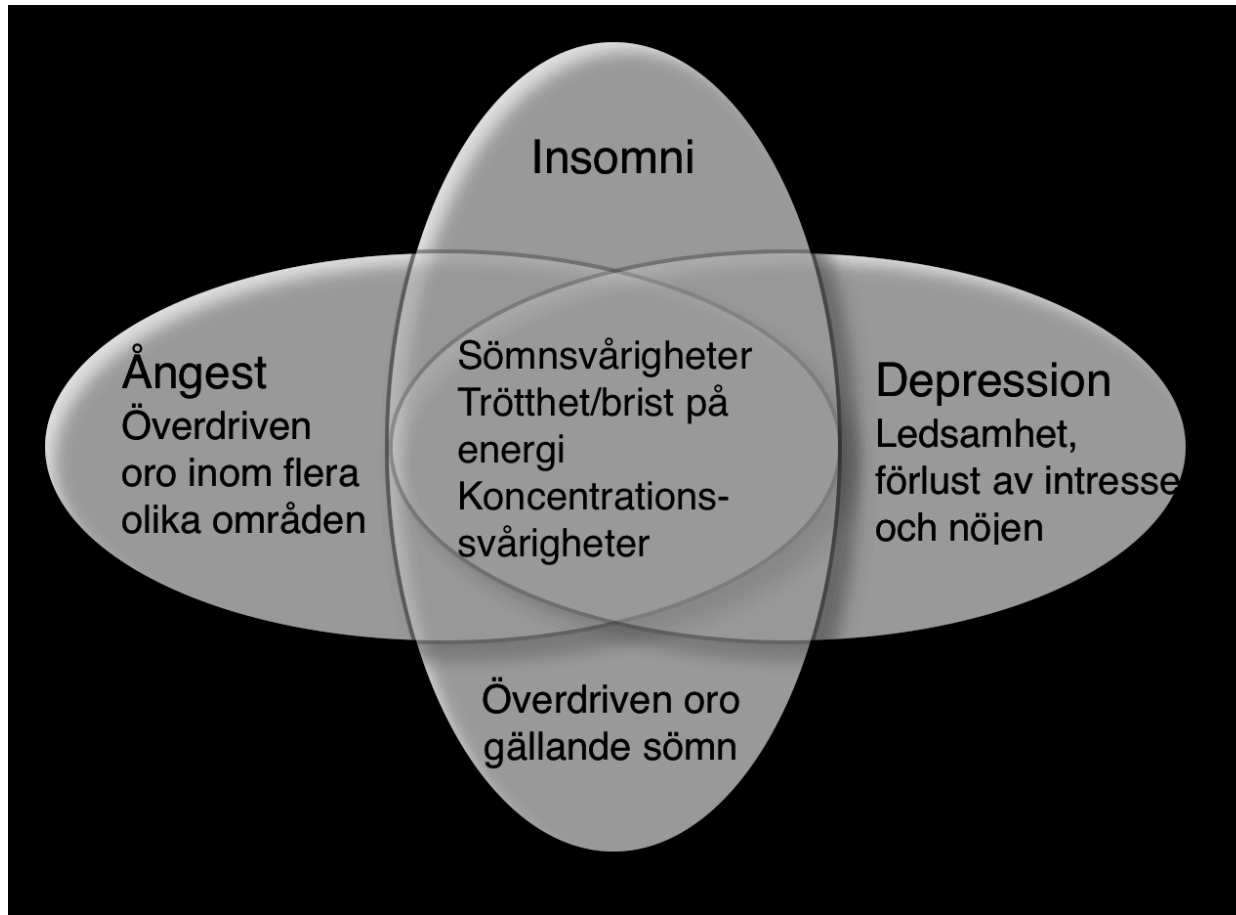 Insomni
Ångest
Överdriven
oro inom flera
olika områden
Sömnsvårigheter
Trötthet/brist på
energi
Koncentrations-
svårigheter
Depression
Ledsamhet,
förlust av intresse
och nöjen
Överdriven oro
gällande sömn